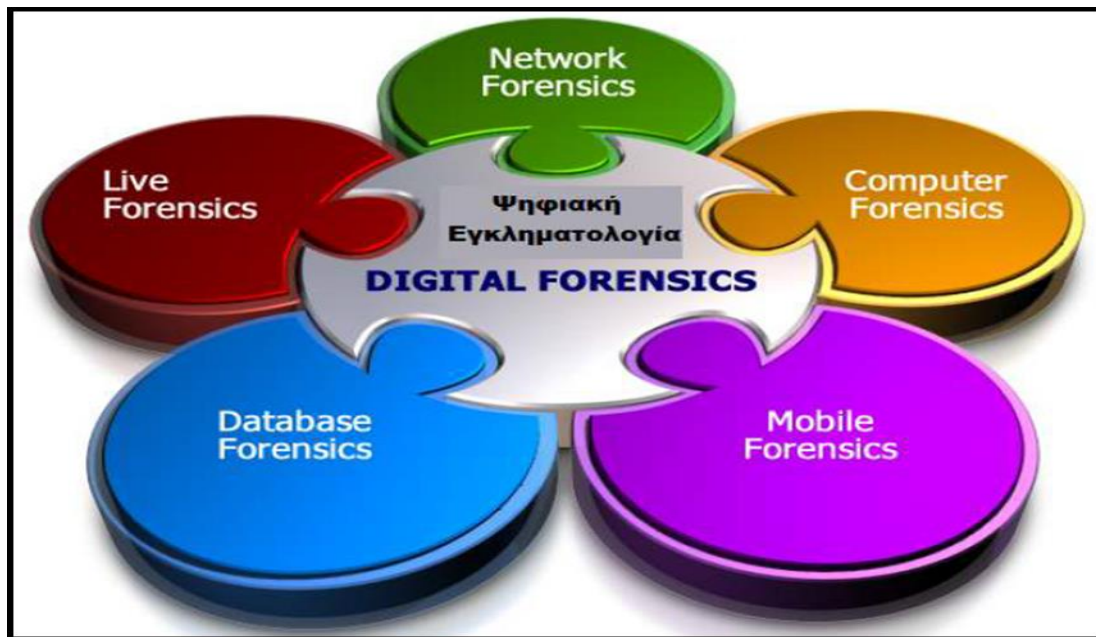 Network
Forensics
Live
Forensics
Computer
Forensics
Ψηφιακή
Εγκληματολογία
DIGITAL FORENSICS
Database
Forensics
Mobile
Forensics